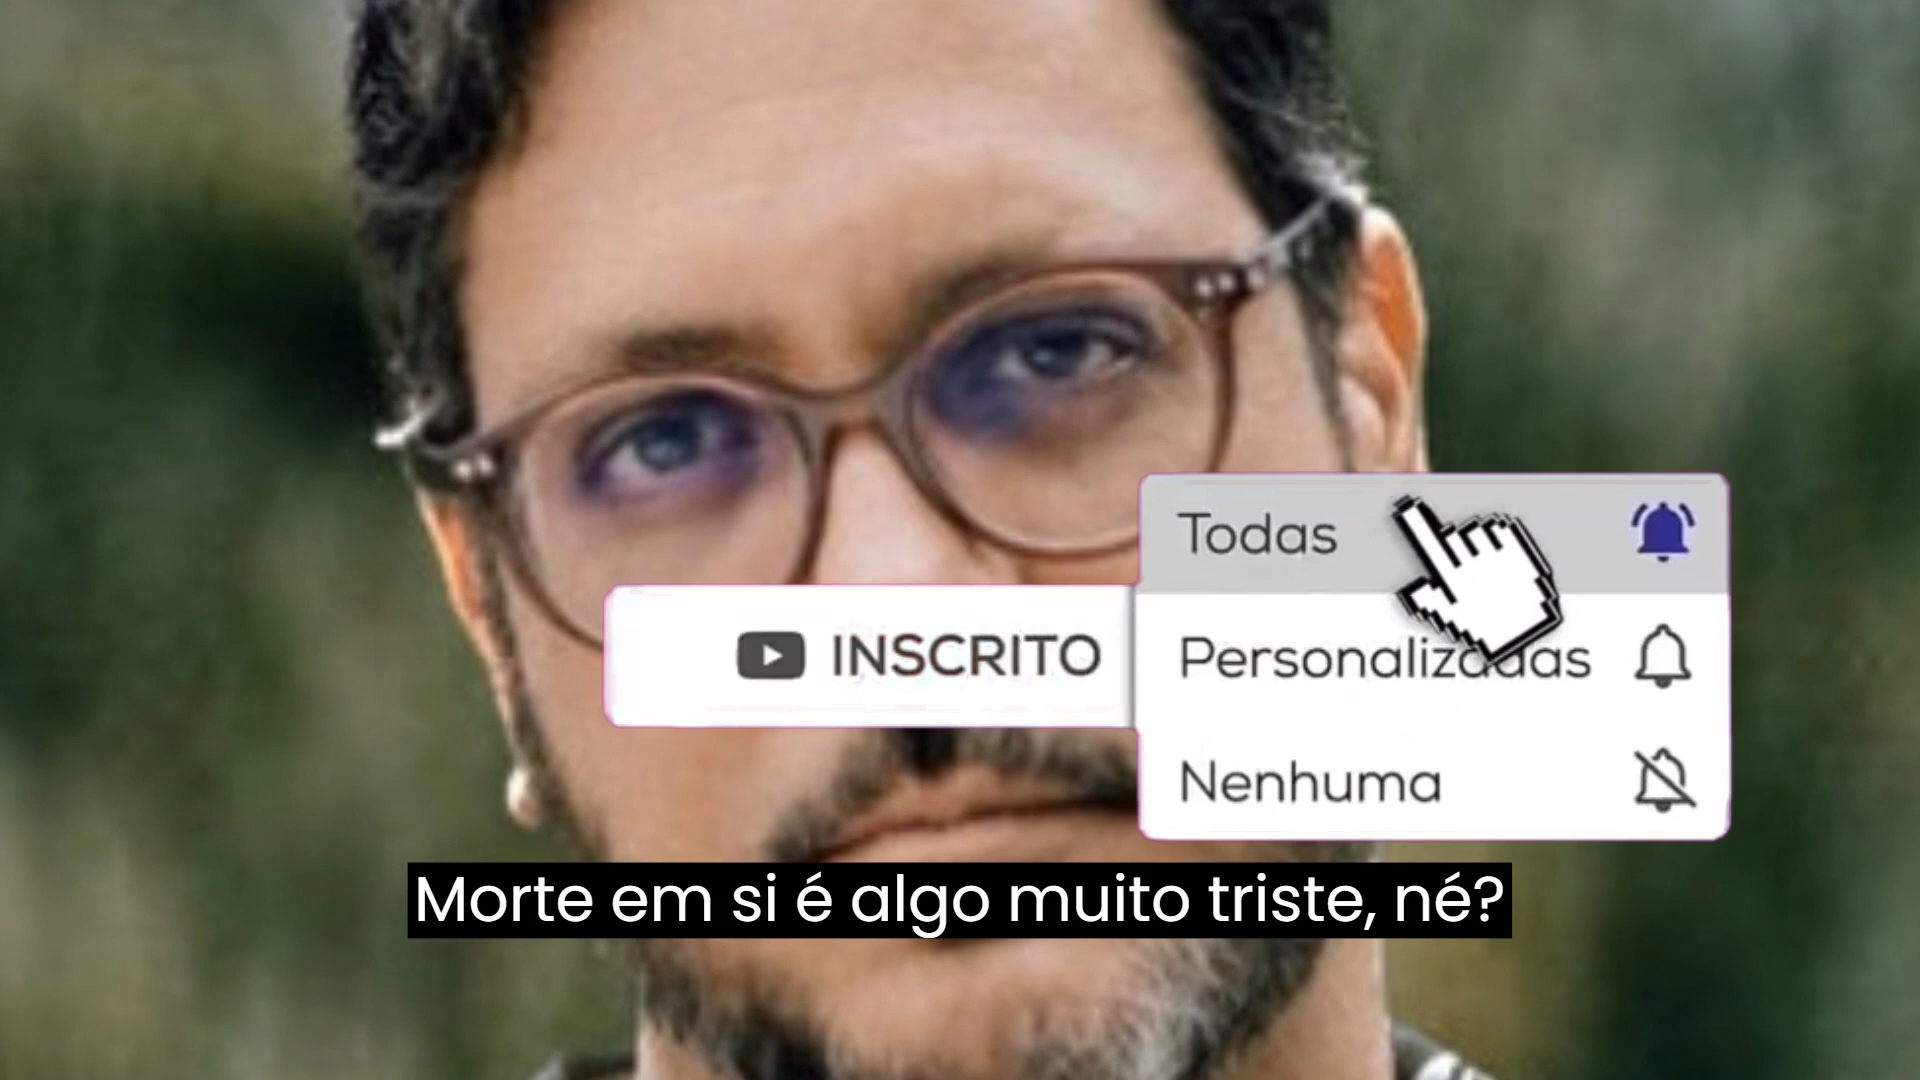 Todas
INSCRITO
Personalizadas
Nenhuma
Morte em si é algo muito triste, né?